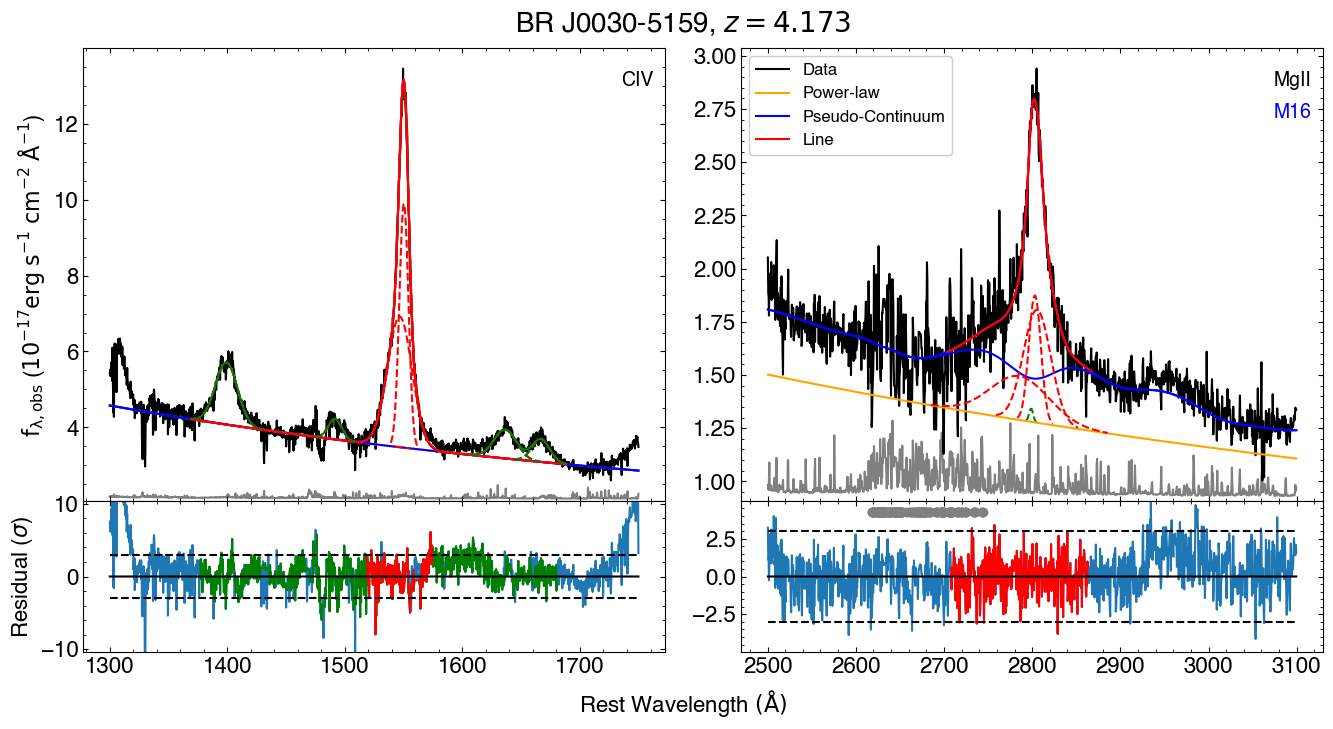 BR J0030-5159, z = 4.173
CIV
f_λ,obs (10^−17 erg s^−1 cm^−2 Å^−1)
12
10
8
6
4
Data
Power-law
Pseudo-Continuum
Line
MgII
M16
3.00
2.75
2.50
2.25
2.00
1.75
1.50
1.25
1.00
Residual (σ)
10
0
−10
2.5
0.0
−2.5
1300 1400 1500 1600 1700
2500 2600 2700 2800 2900 3000 3100
Rest Wavelength (Å)